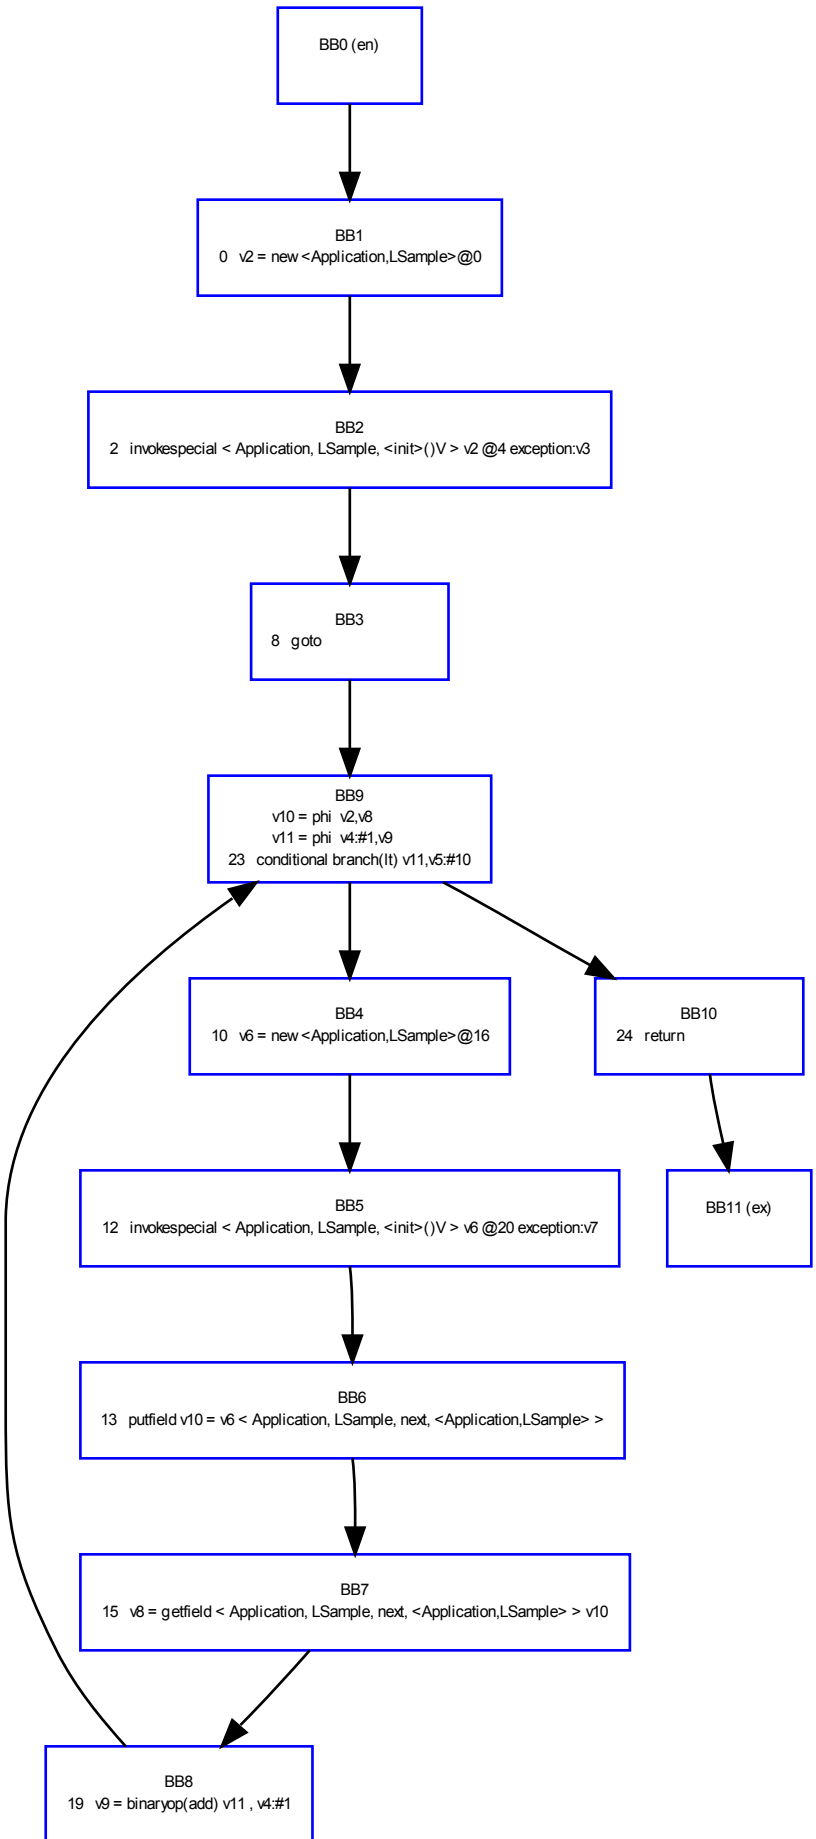 BB0 (en)
BB1
0 v2 = new <Application,LSample>@0
BB2
2 invokespecial < Application, LSample, <init>()V > v2 @4 exception:v3
BB3
8 goto
BB9
v10 = phi v2,v8
v11 = phi v4:#1,v9
23 conditional branch(lt) v11,v5:#10
BB4
10 v6 = new <Application,LSample>@16
BB10
24 return
BB5
12 invokespecial < Application, LSample, <init>()V > v6 @20 exception:v7
BB11 (ex)
BB6
13 putfield v10 = v6 < Application, LSample, next, <Application,LSample> >
BB7
15 v8 = getfield < Application, LSample, next, <Application,LSample> > v10
BB8
19 v9 = binaryop(add) v11 , v4:#1